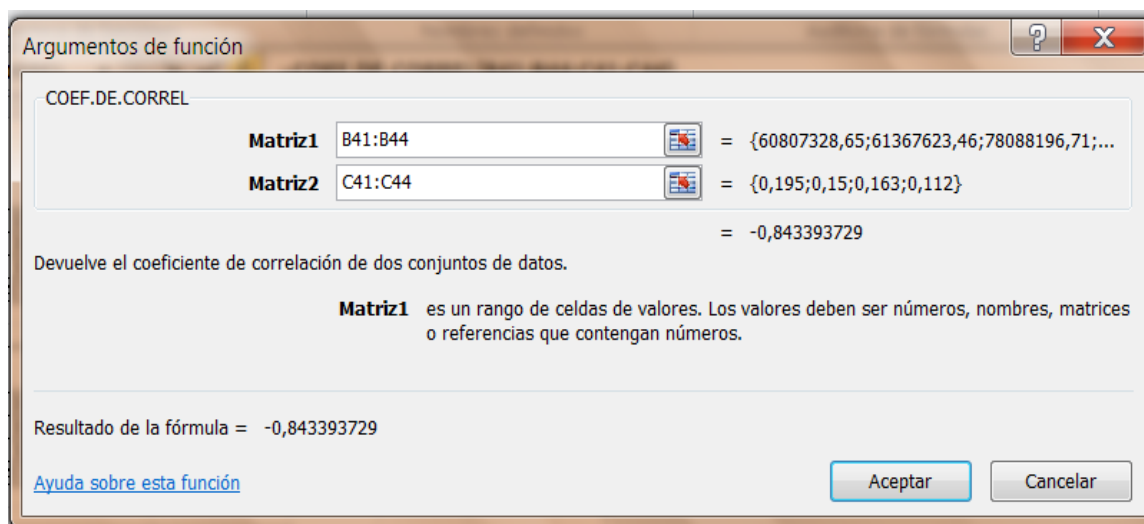 Argumentos de función
COEF.DE.CORREL
Matriz1 B41:B44 = {60807328,65;61367623,46;78088196,71;...
Matriz2 C41:C44 = {0,195;0,15;0,163;0,112}
= -0,843393729
Devuelve el coeficiente de correlación de dos conjuntos de datos.
Matriz1 es un rango de celdas de valores. Los valores deben ser números, nombres, matrices
o referencias que contengan números.
Resultado de la fórmula = -0,843393729
Ayuda sobre esta función
Aceptar Cancelar